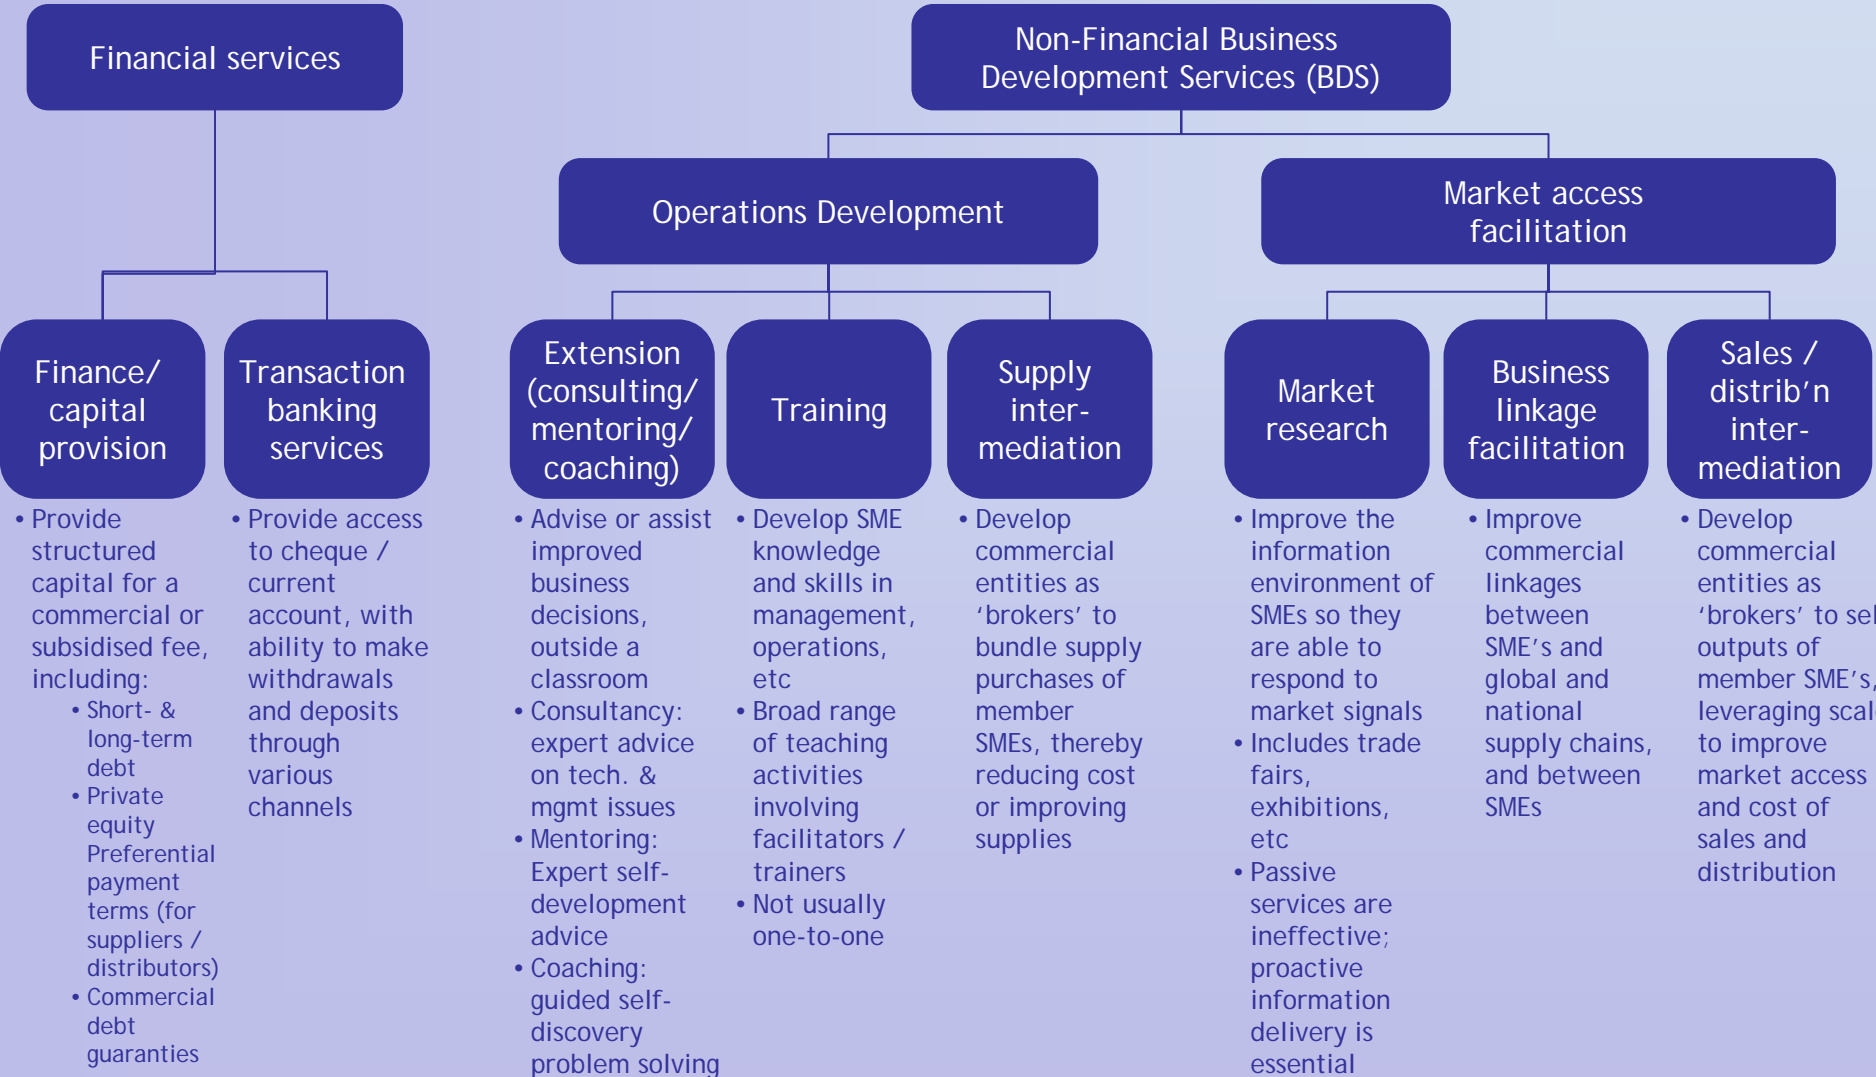 Financial services
Non-Financial Business
Development Services (BDS)
Operations Development
Market access
facilitation
Finance/
capital
provision
Transaction
banking
services
Extension
(consulting/
mentoring/
coaching)
Training
Supply
inter-
mediation
Market
research
Business
linkage
facilitation
Sales /
distrib'n
inter-
mediation
• Provide
structured
capital for a
commercial or
subsidised fee,
including:
• Short- &
long-term
debt
• Private
equity
Preferential
payment
terms (for
suppliers /
distributors)
• Commercial
debt
guaranties
• Provide access
to cheque /
current
account, with
ability to make
withdrawals
and deposits
through
various
channels
• Advise or assist
improved
business
decisions,
outside a
classroom
• Consultancy:
expert advice
on tech. &
mgmt issues
• Mentoring:
Expert self-
development
advice
• Coaching:
guided self-
discovery
problem solving
• Develop SME
knowledge
and skills in
management,
operations,
etc
• Broad range
of teaching
activities
involving
facilitators /
trainers
• Not usually
one-to-one
• Develop
commercial
entities as
‘brokers’ to
bundle supply
purchases of
member
SMEs, thereby
reducing cost
or improving
supplies
• Improve the
information
environment of
SMEs so they
are able to
respond to
market signals
• Includes trade
fairs,
exhibitions,
etc
• Passive
services are
ineffective;
proactive
information
delivery is
essential
• Improve
commercial
linkages
between
SME’s and
global and
national
supply chains,
and between
SMEs
• Develop
commercial
entities as
‘brokers’ to sel
outputs of
member SME’s,
leveraging scal
to improve
market access
and cost of
sales and
distribution